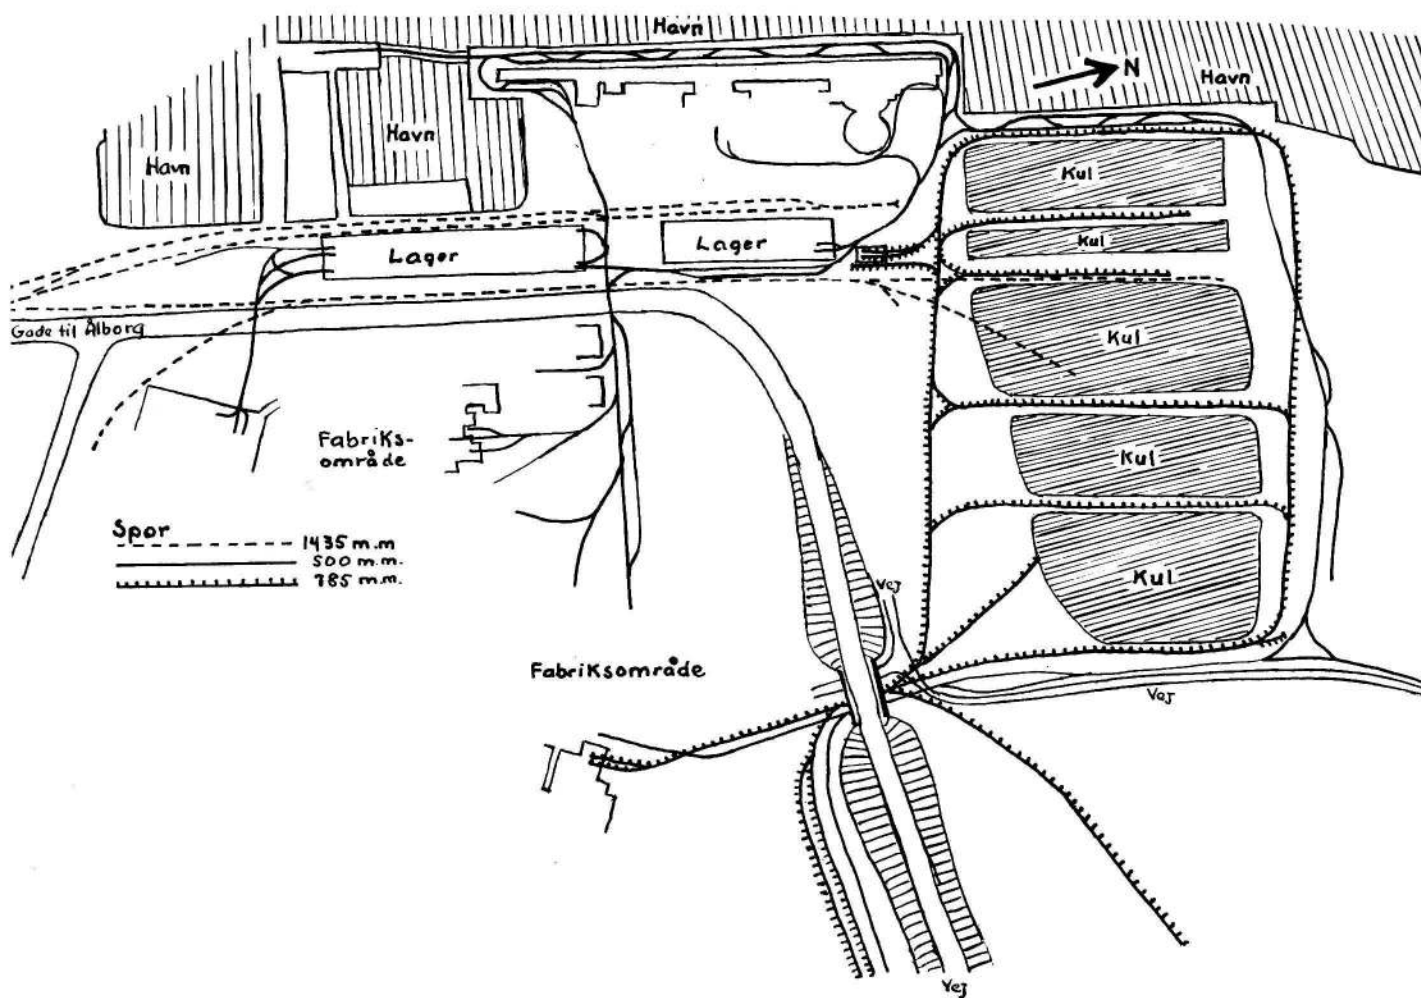 Havn
N
Havn
Havn
Havn
Kul
Kul
Lager
Lager
Kul
Gade til Ålborg
Kul
Fabriks-
område
Spor
1435 m.m
500 m.m.
785 m.m.
Kul
Vej
Fabriksområde
Vej
Vej